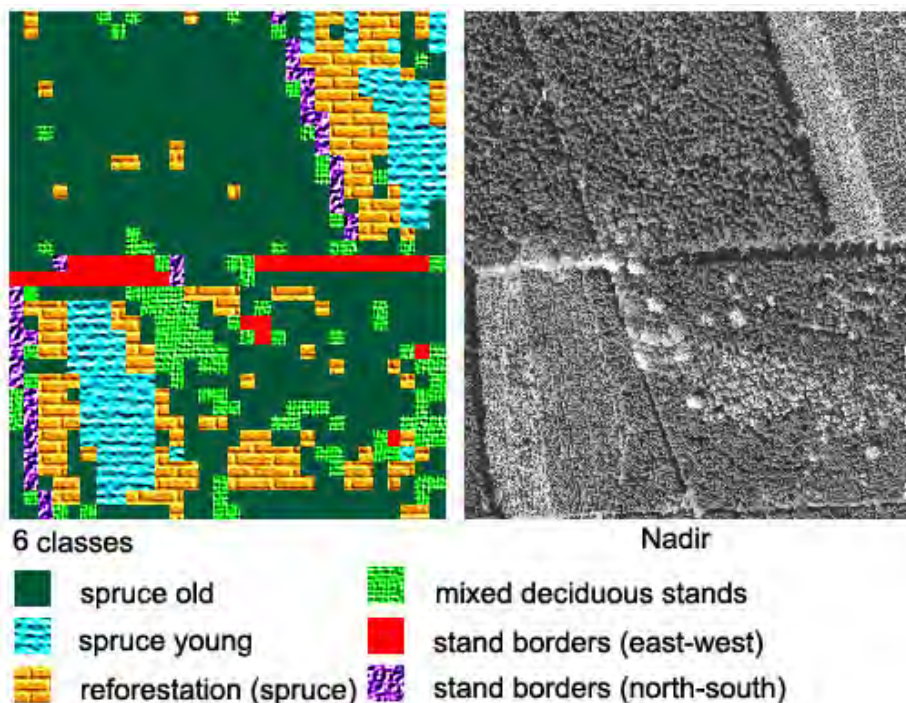 6 classes
Nadir
spruce old
mixed deciduous stands
spruce young
stand borders (east-west)
reforestation (spruce)
stand borders (north-south)